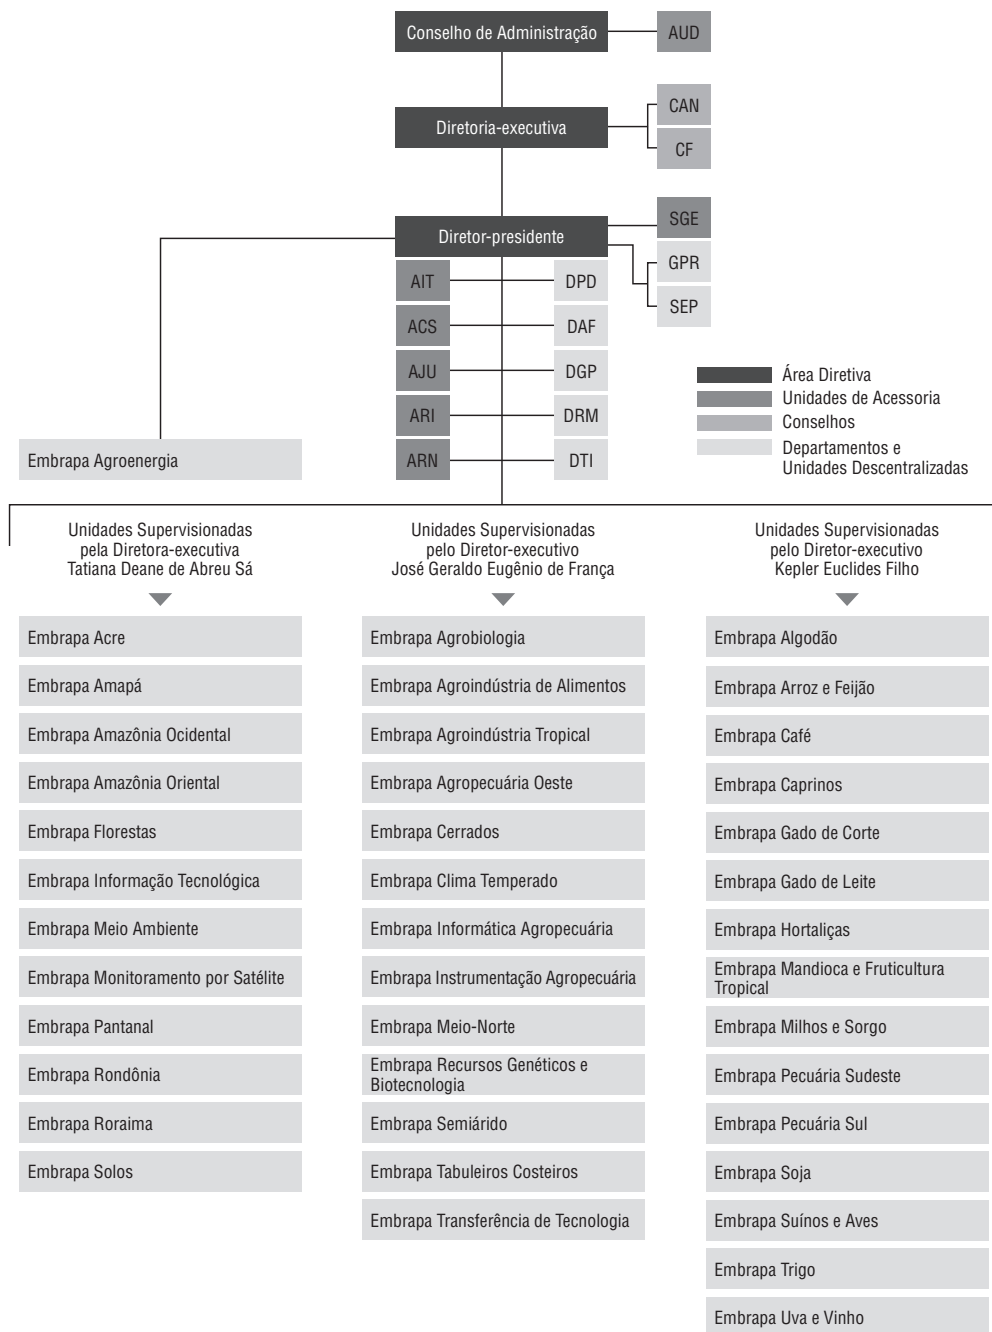 Conselho de Administração
AUD
CAN
Diretoria-executiva
CF
SGE
Diretor-presidente
GPR
SEP
AIT
DPD
ACS
DAF
AJU
DGP
ARI
DRM
ARN
DTI
Área Diretiva
Unidades de Acessoria
Conselhos
Departamentos e
Unidades Descentralizadas
Embrapa Agroenergia
Unidades Supervisionadas
pela Diretora-executiva
Tatiana Deane de Abreu Sá
Embrapa Acre
Embrapa Amapá
Embrapa Amazônia Ocidental
Embrapa Amazônia Oriental
Embrapa Florestas
Embrapa Informação Tecnológica
Embrapa Meio Ambiente
Embrapa Monitoramento por Satélite
Embrapa Pantanal
Embrapa Rondônia
Embrapa Roraima
Embrapa Solos
Unidades Supervisionadas
pelo Diretor-executivo
José Geraldo Eugênio de França
Embrapa Agrobiologia
Embrapa Agroindústria de Alimentos
Embrapa Agroindústria Tropical
Embrapa Agropecuária Oeste
Embrapa Cerrados
Embrapa Clima Temperado
Embrapa Informática Agropecuária
Embrapa Instrumentação Agropecuária
Embrapa Meio-Norte
Embrapa Recursos Genéticos e
Biotecnologia
Embrapa Semiárido
Embrapa Tabuleiros Costeiros
Embrapa Transferência de Tecnologia
Unidades Supervisionadas
pelo Diretor-executivo
Kepler Euclides Filho
Embrapa Algodão
Embrapa Arroz e Feijão
Embrapa Café
Embrapa Caprinos
Embrapa Gado de Corte
Embrapa Gado de Leite
Embrapa Hortaliças
Embrapa Mandioca e Fruticultura
Tropical
Embrapa Milhos e Sorgo
Embrapa Pecuária Sudeste
Embrapa Pecuária Sul
Embrapa Soja
Embrapa Suínos e Aves
Embrapa Trigo
Embrapa Uva e Vinho